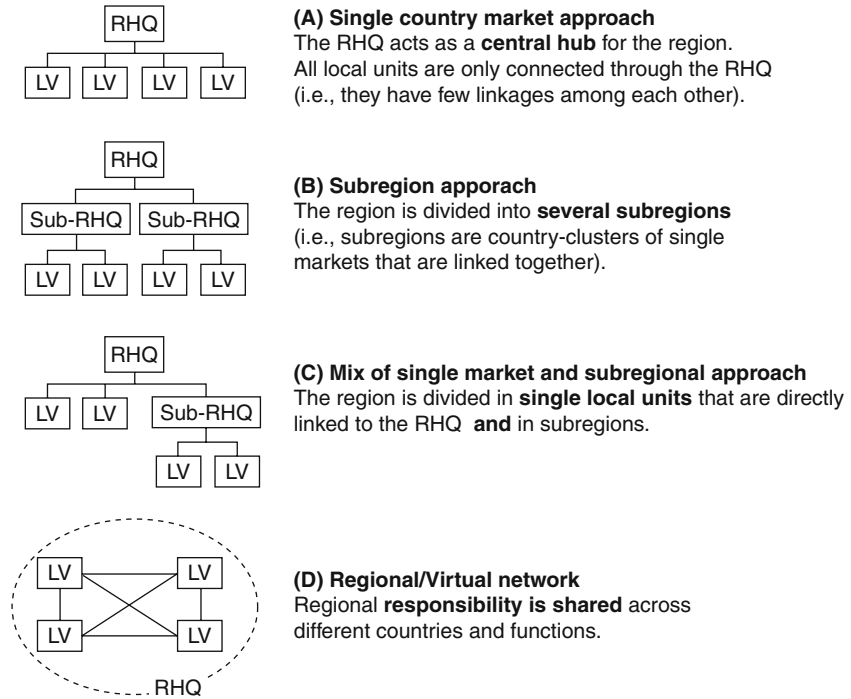 RHQ
LV LV LV LV
(A) Single country market approach
The RHQ acts as a central hub for the region.
All local units are only connected through the RHQ
(i.e., they have few linkages among each other).
RHQ
Sub-RHQ Sub-RHQ
LV LV LV LV
(B) Subregion apporach
The region is divided into several subregions
(i.e., subregions are country-clusters of single
markets that are linked together).
RHQ
LV LV Sub-RHQ
LV LV
(C) Mix of single market and subregional approach
The region is divided in single local units that are directly
linked to the RHQ and in subregions.
LV LV
LV LV
RHQ
(D) Regional/Virtual network
Regional responsibility is shared across
different countries and functions.